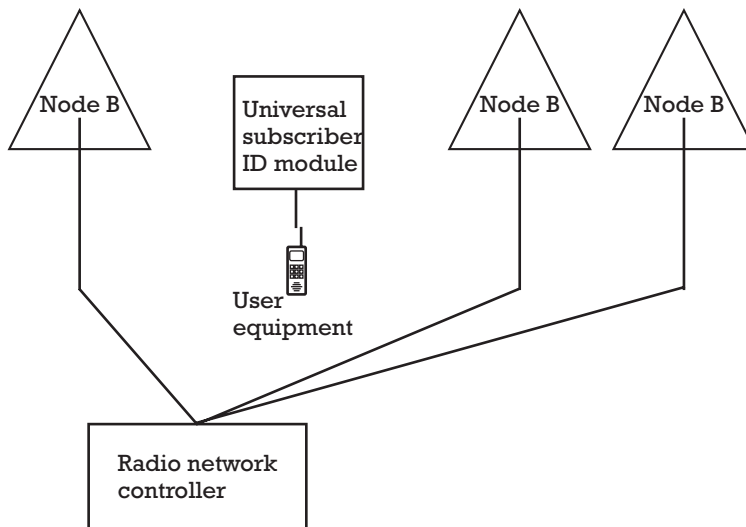 Node B
Universal
subscriber
ID module
Node B
Node B
User
equipment
Radio network
controller